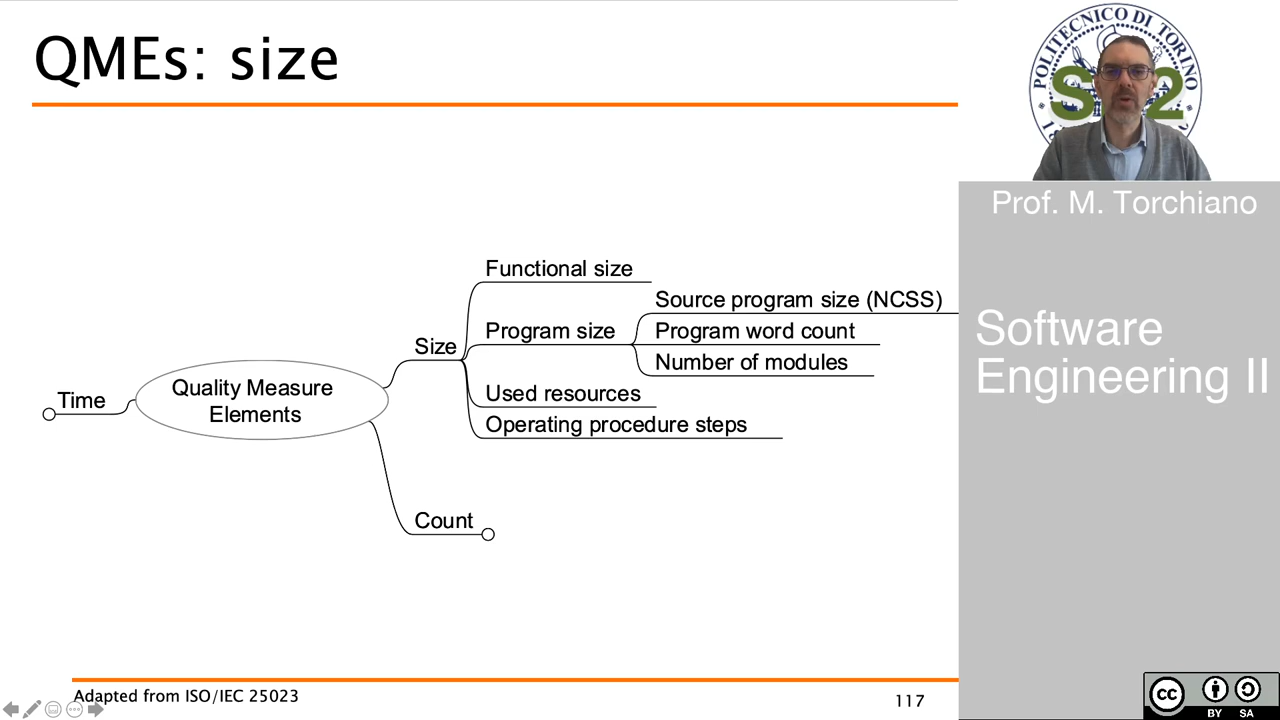 QMEs: size
POLITECNICO DI TORINO
S 2
Prof. M. Torchiano
Software
Engineering II
Functional size
Source program size (NCSS)
Program size
Program word count
Size
Number of modules
Time
Quality Measure
Elements
Used resources
Operating procedure steps
Count
Adapted from ISO/IEC 25023
117
cc
BY SA